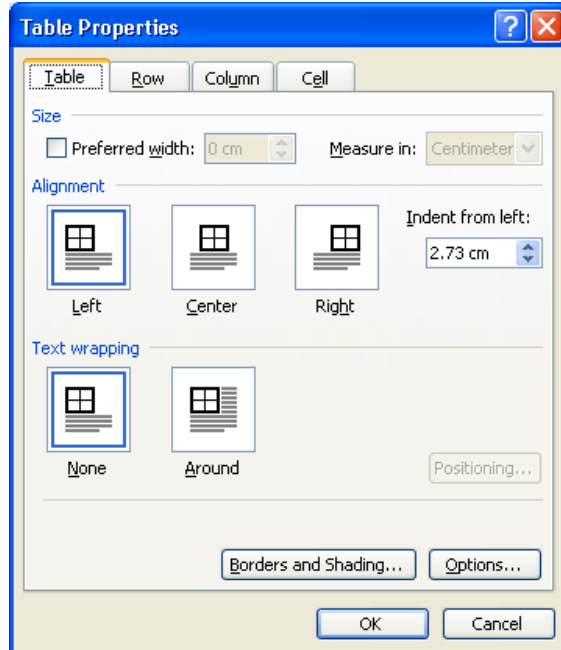 Table Properties
Table Row Column Cell
Size
Preferred width: 0 cm Measure in: Centimeter
Alignment
Indent from left:
2.73 cm
Left Center Right
Text wrapping
None Around
Positioning...
Borders and Shading... Options...
OK Cancel